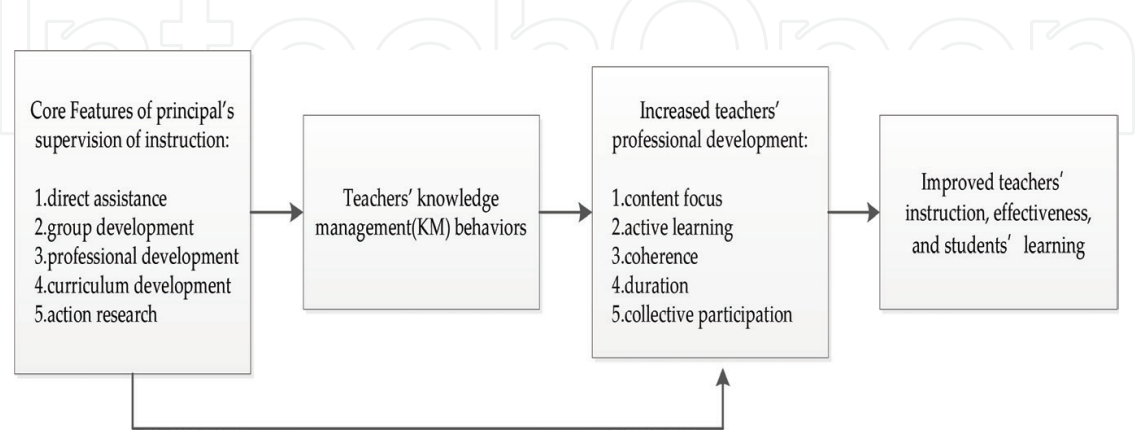 IntechOpen
Core Features of principal's
supervision of instruction:
1.direct assistance
2.group development
3.professional development
4.curriculum development
5.action research
Teachers' knowledge
management(KM) behaviors
Increased teachers'
professional development:
1.content focus
2.active learning
3.coherence
4.duration
5.collective participation
Improved teachers'
instruction, effectiveness,
and students' learning